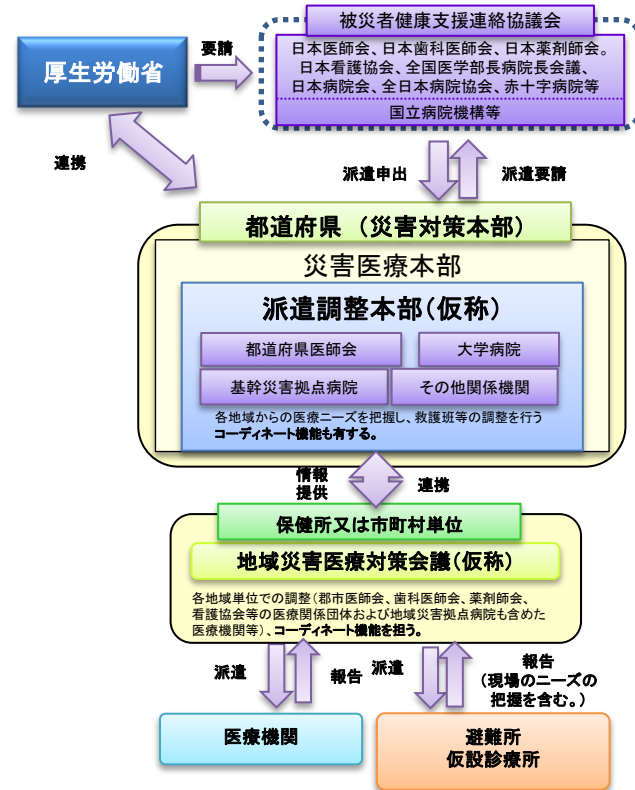 被災者健康支援連絡協議会
日本医師会、日本歯科医師会、日本薬剤師会。
日本看護協会、全国医学部長病院長会議、
日本病院会、全日本病院協会、赤十字病院等
国立病院機構等
厚生労働省
要請
連携
派遣申出
派遣要請
都道府県 (災害対策本部)
災害医療本部
派遣調整本部(仮称)
都道府県医師会
大学病院
基幹災害拠点病院
その他関係機関
各地域からの医療ニーズを把握し、救護班等の調整を行う
コーディネート機能も有する。
情報
提供
連携
保健所又は市町村単位
地域災害医療対策会議(仮称)
各地域単位での調整(郡市医師会、歯科医師会、薬剤師会、
看護協会等の医療関係団体および地域災害拠点病院も含めた
医療機関等)、コーディネート機能を担う。
派遣
報告
派遣
報告
(現場のニーズの
把握を含む。)
医療機関
避難所
仮設診療所